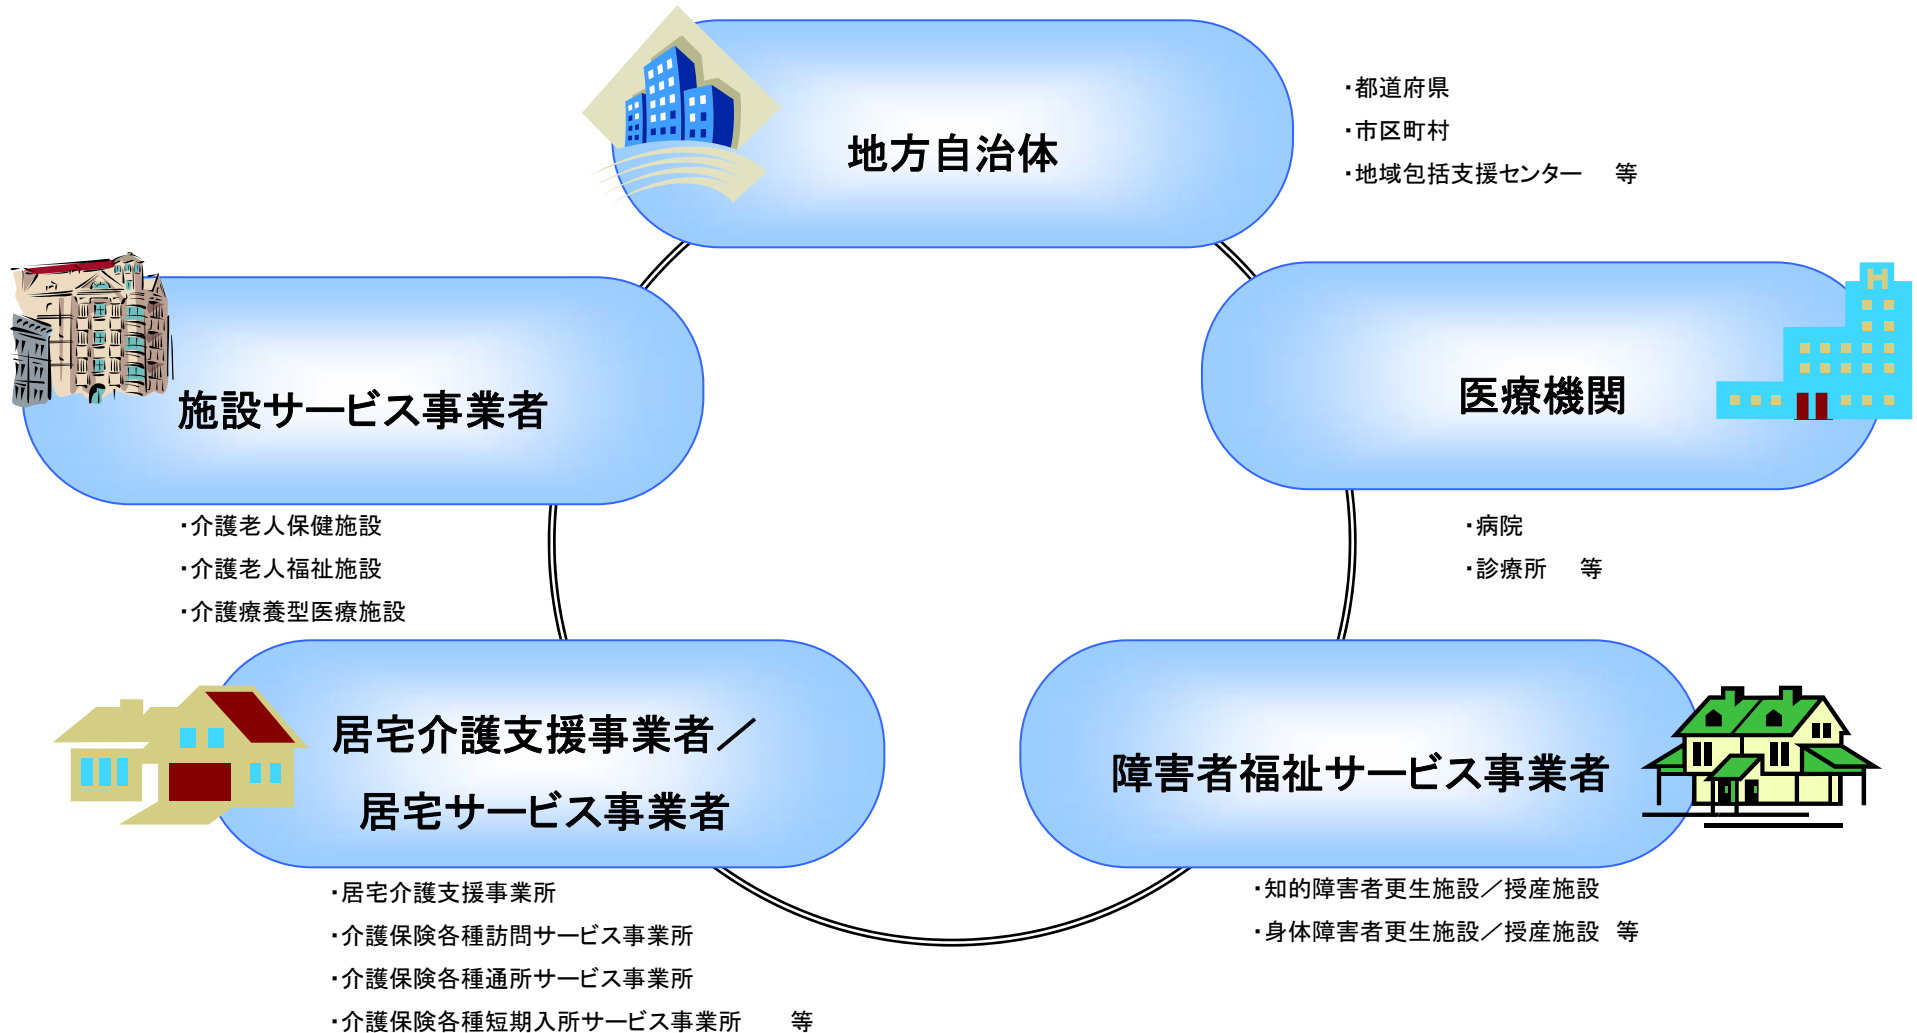 地方自治体
・都道府県
・市区町村
・地域包括支援センター 等
施設サービス事業者
・介護老人保健施設
・介護老人福祉施設
・介護療養型医療施設
医療機関
H
・病院
・診療所 等
居宅介護支援事業者／
居宅サービス事業者
・居宅介護支援事業所
・介護保険各種訪問サービス事業所
・介護保険各種通所サービス事業所
・介護保険各種短期入所サービス事業所 等
障害者福祉サービス事業者
・知的障害者更生施設／授産施設
・身体障害者更生施設／授産施設 等